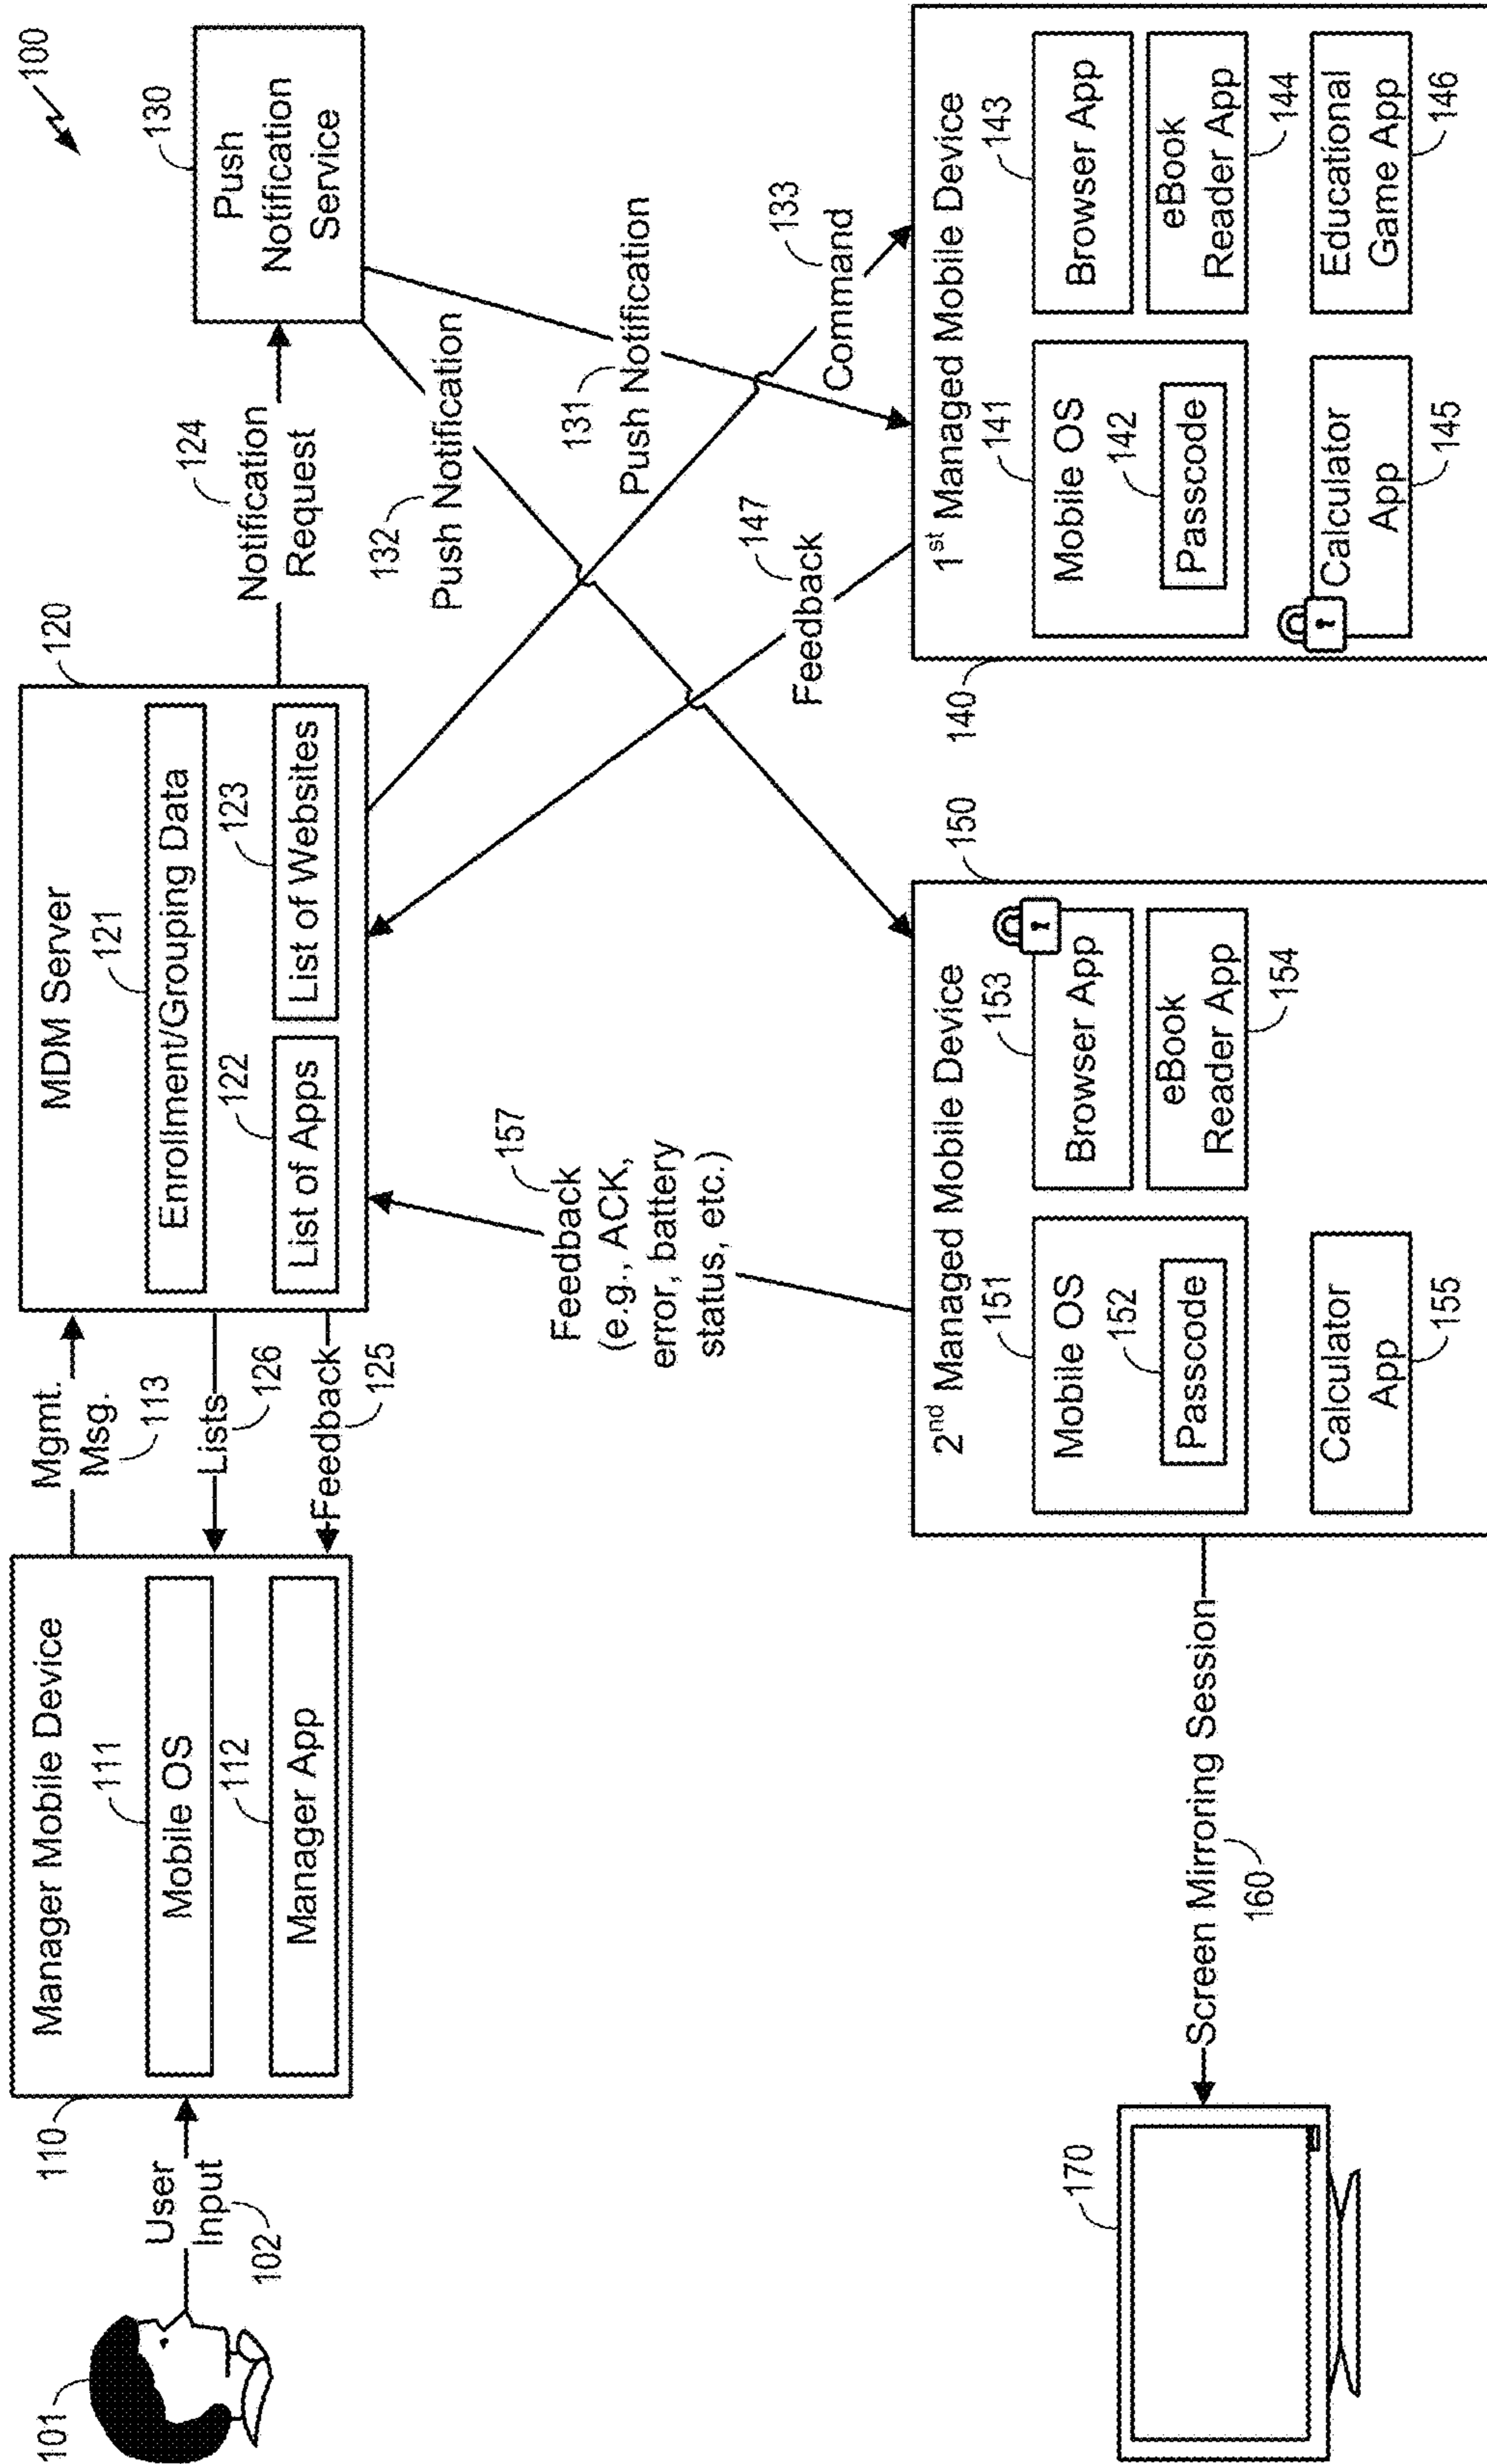 100
101
User
Input
102
110
Manager Mobile Device
111
Mobile OS
112
Manager App
Mgmt.
Msg.
113
Lists
126
Feedback
125
120
MDM Server
121
Enrollment/Grouping Data
122
List of Apps
123
List of Websites
124
Notification
Request
130
Push
Notification
Service
132
Push Notification
131
Push Notification
133
Command
147
Feedback
157
Feedback
(e.g., ACK,
error, battery
status, etc.)
170
Screen Mirroring Session
160
150
2nd Managed Mobile Device
151
Mobile OS
152
Passcode
153
Browser App
eBook
Reader App
154
Calculator
App
155
140
1st Managed Mobile Device
141
Mobile OS
142
Passcode
143
Browser App
eBook
Reader App
144
Calculator
App
145
Educational
Game App
146